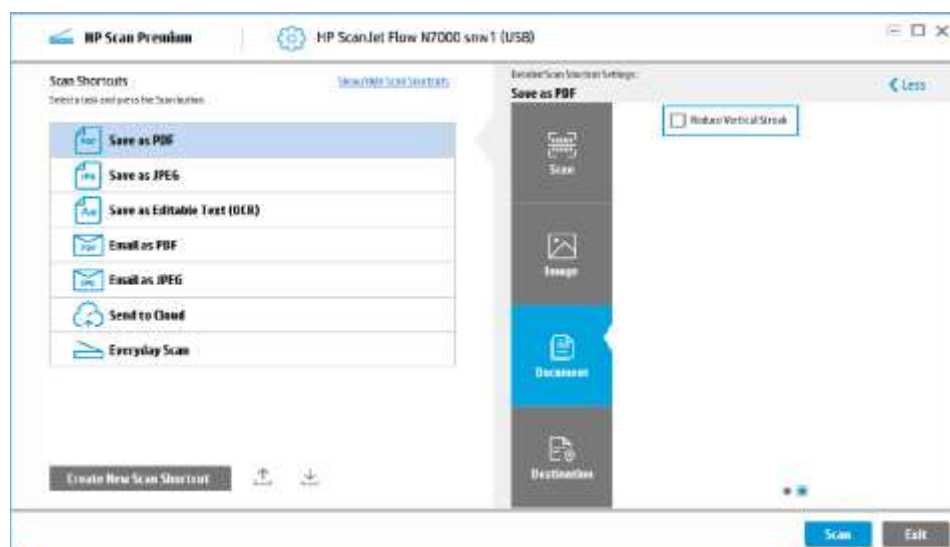 HP Scan Premium
HP ScanJet Flow N7000 snw1 (USB)
Scan Shortcuts
Show/Hide Scan Shortcuts
Select a task and press the Scan button.
Save as PDF
Save as JPEG
Save as Editable Text (OCR)
Email as PDF
Email as JPEG
Send to Cloud
Everyday Scan
Create New Scan Shortcut
Detailed Scan Shortcut Settings:
Save as PDF
Less
Scan
Image
Document
Destination
Reduce Vertical Streak
Scan
Exit